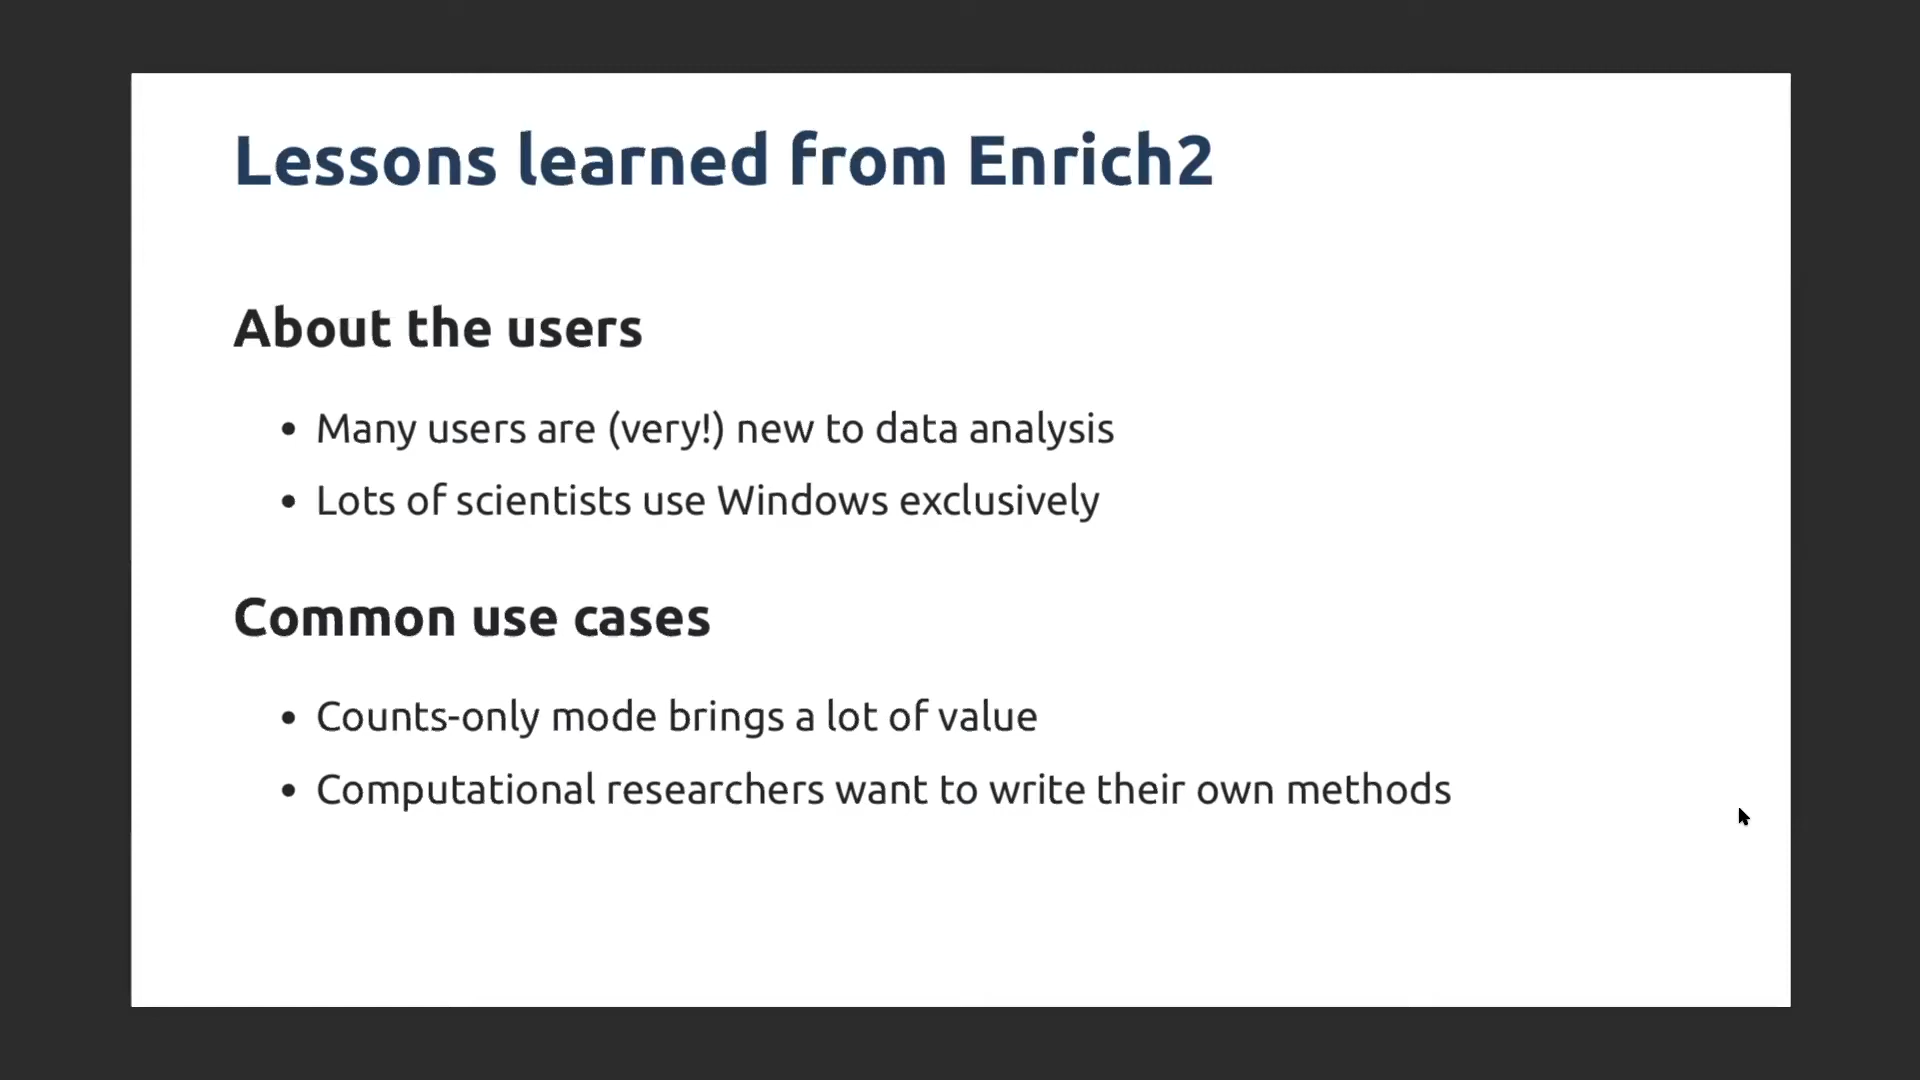 Lessons learned from Enrich2
About the users
• Many users are (very!) new to data analysis
• Lots of scientists use Windows exclusively
Common use cases
• Counts-only mode brings a lot of value
• Computational researchers want to write their own methods